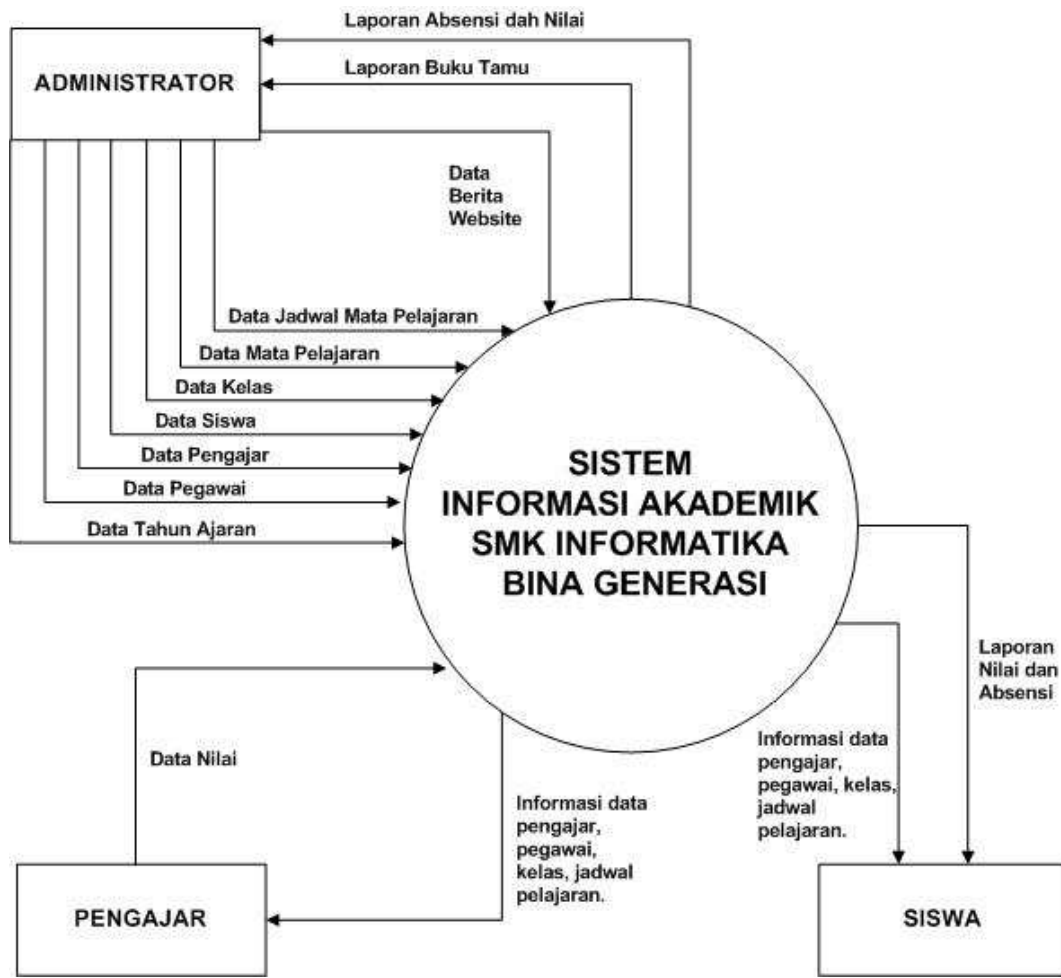 Laporan Absensi dah Nilai
ADMINISTRATOR
Laporan Buku Tamu
Data
Berita
Website
Data Jadwal Mata Pelajaran
Data Mata Pelajaran
Data Kelas
Data Siswa
Data Pengajar
Data Pegawai
Data Tahun Ajaran
SISTEM
INFORMASI AKADEMIK
SMK INFORMATIKA
BINA GENERASI
Laporan
Nilai dan
Absensi
Data Nilai
Informasi data
pengajar,
pegawai, kelas,
jadwal
pelajaran.
Informasi data
pengajar,
pegawai,
kelas, jadwal
pelajaran.
PENGAJAR
SISWA